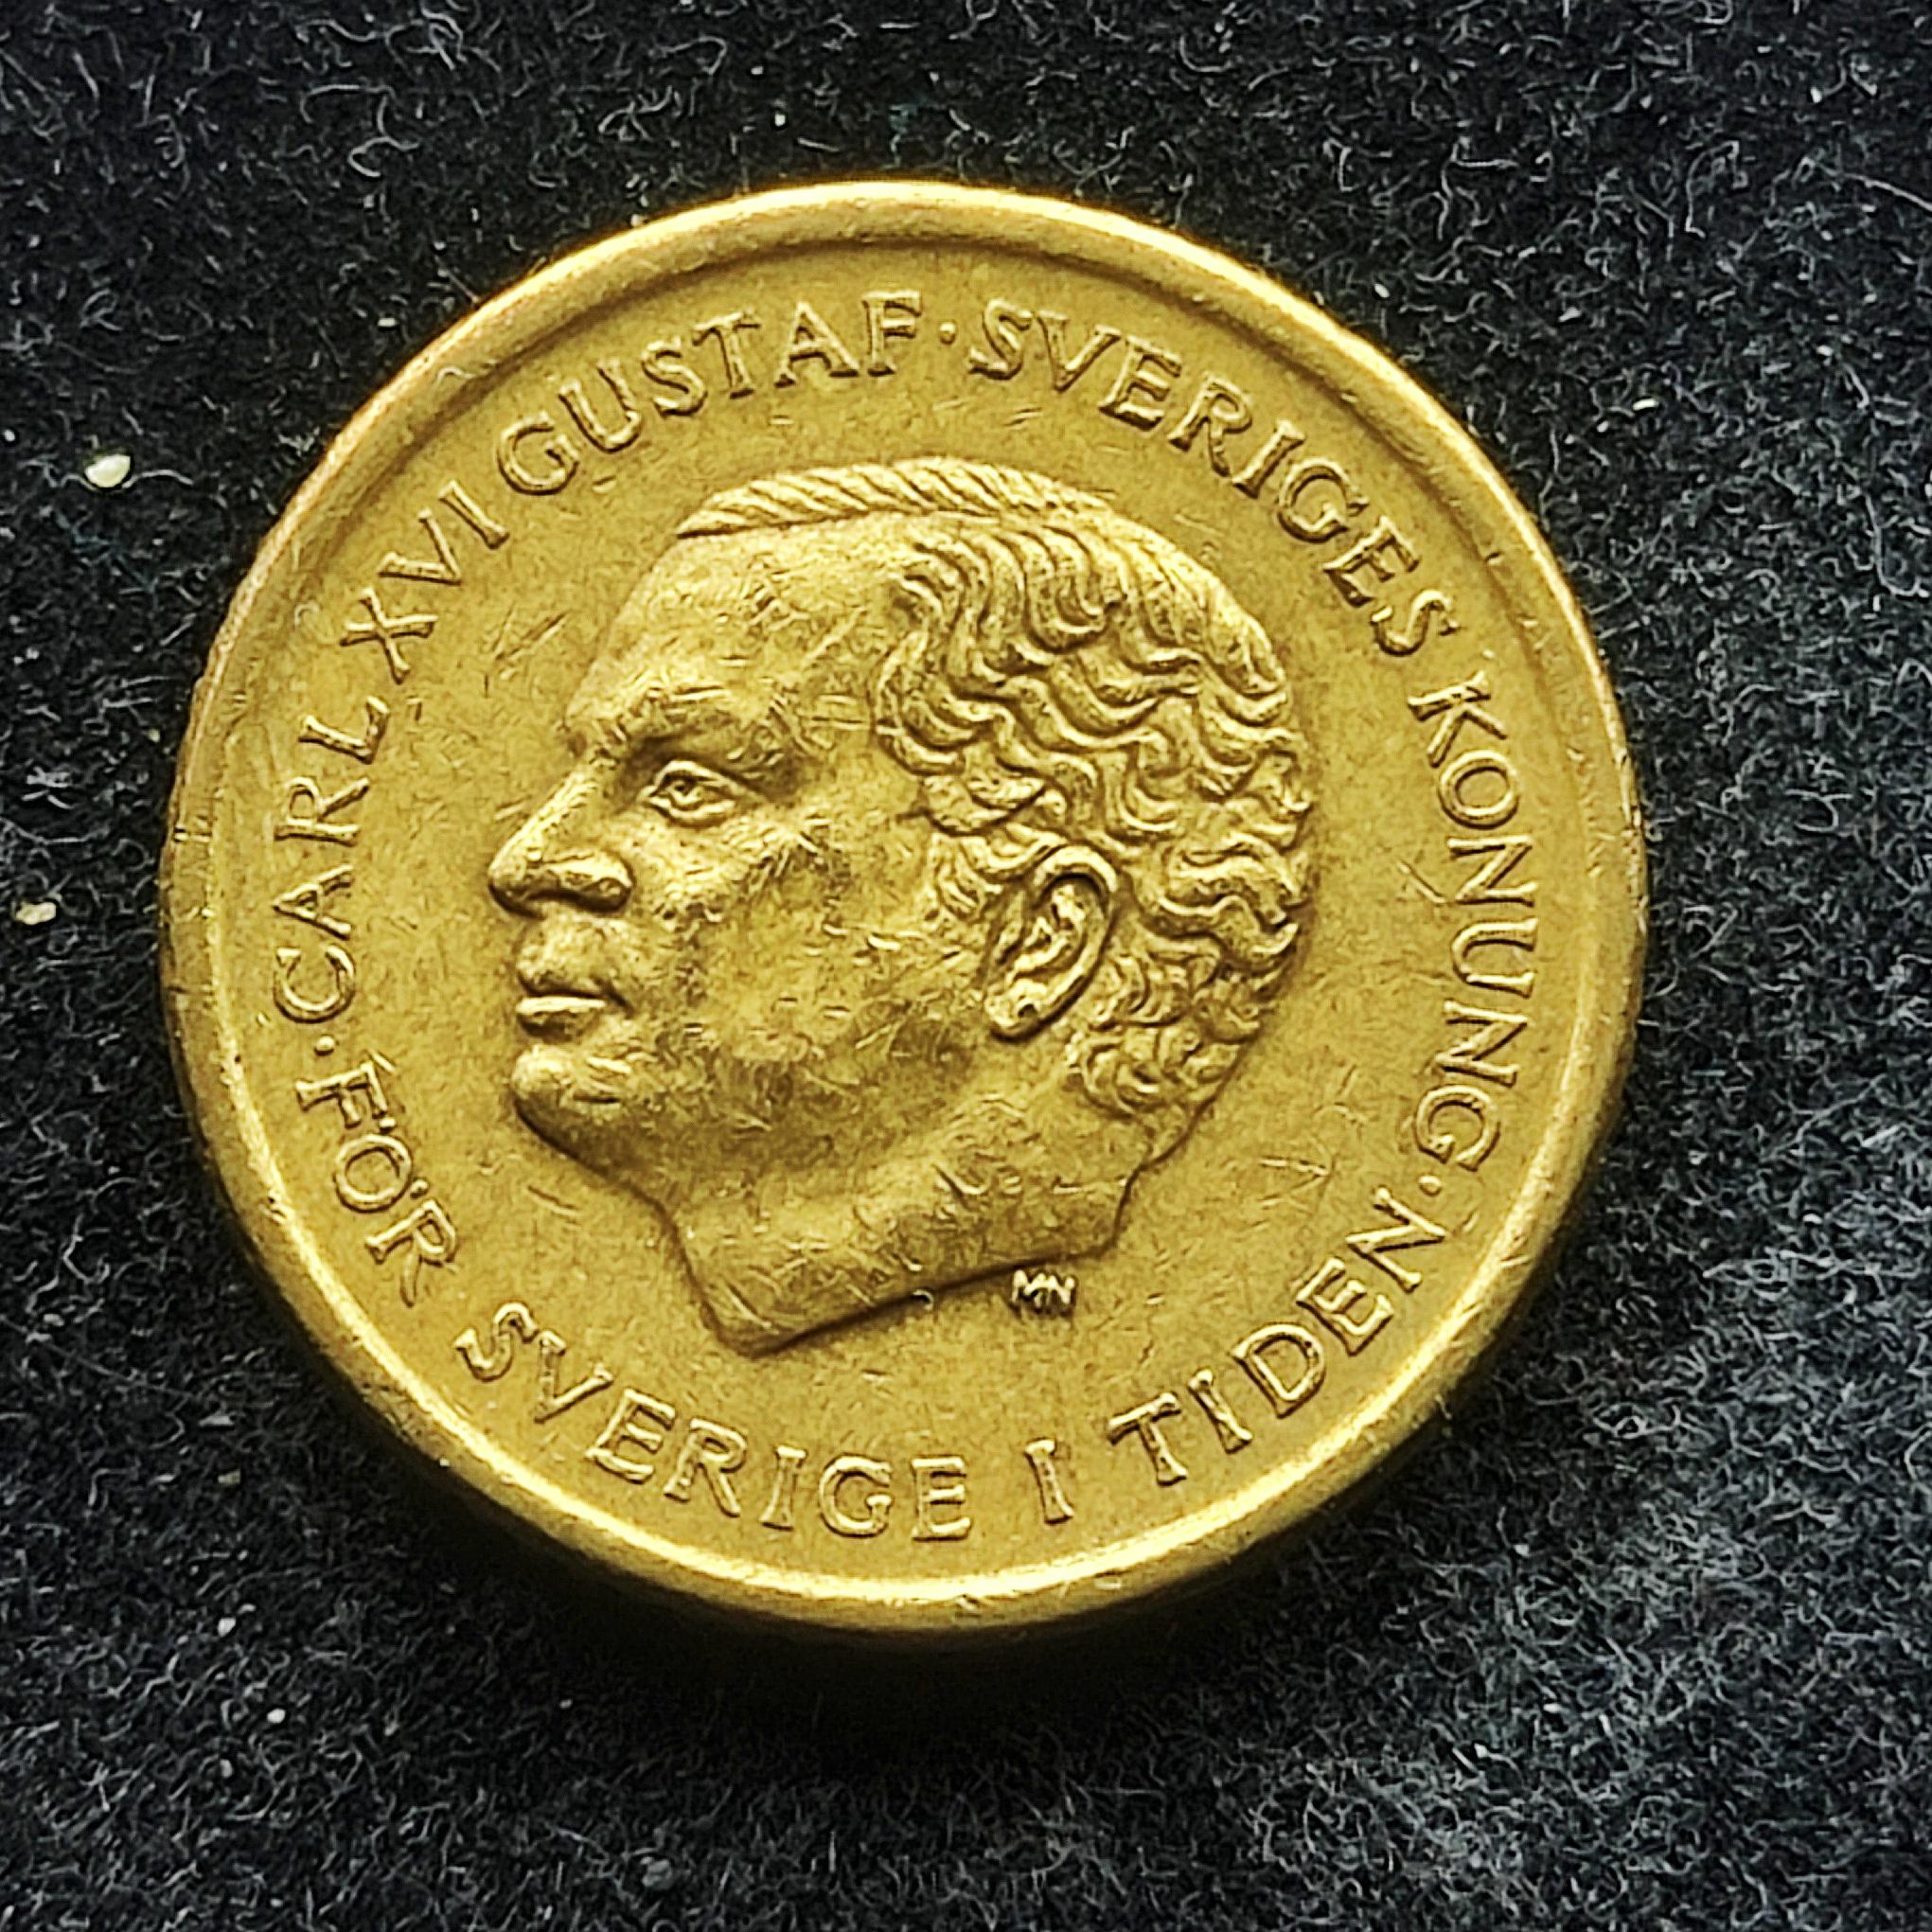 CARL XVI GUSTAF · SVERIGES KONUNG ·
FÖR SVERIGE I TIDEN ·
MN